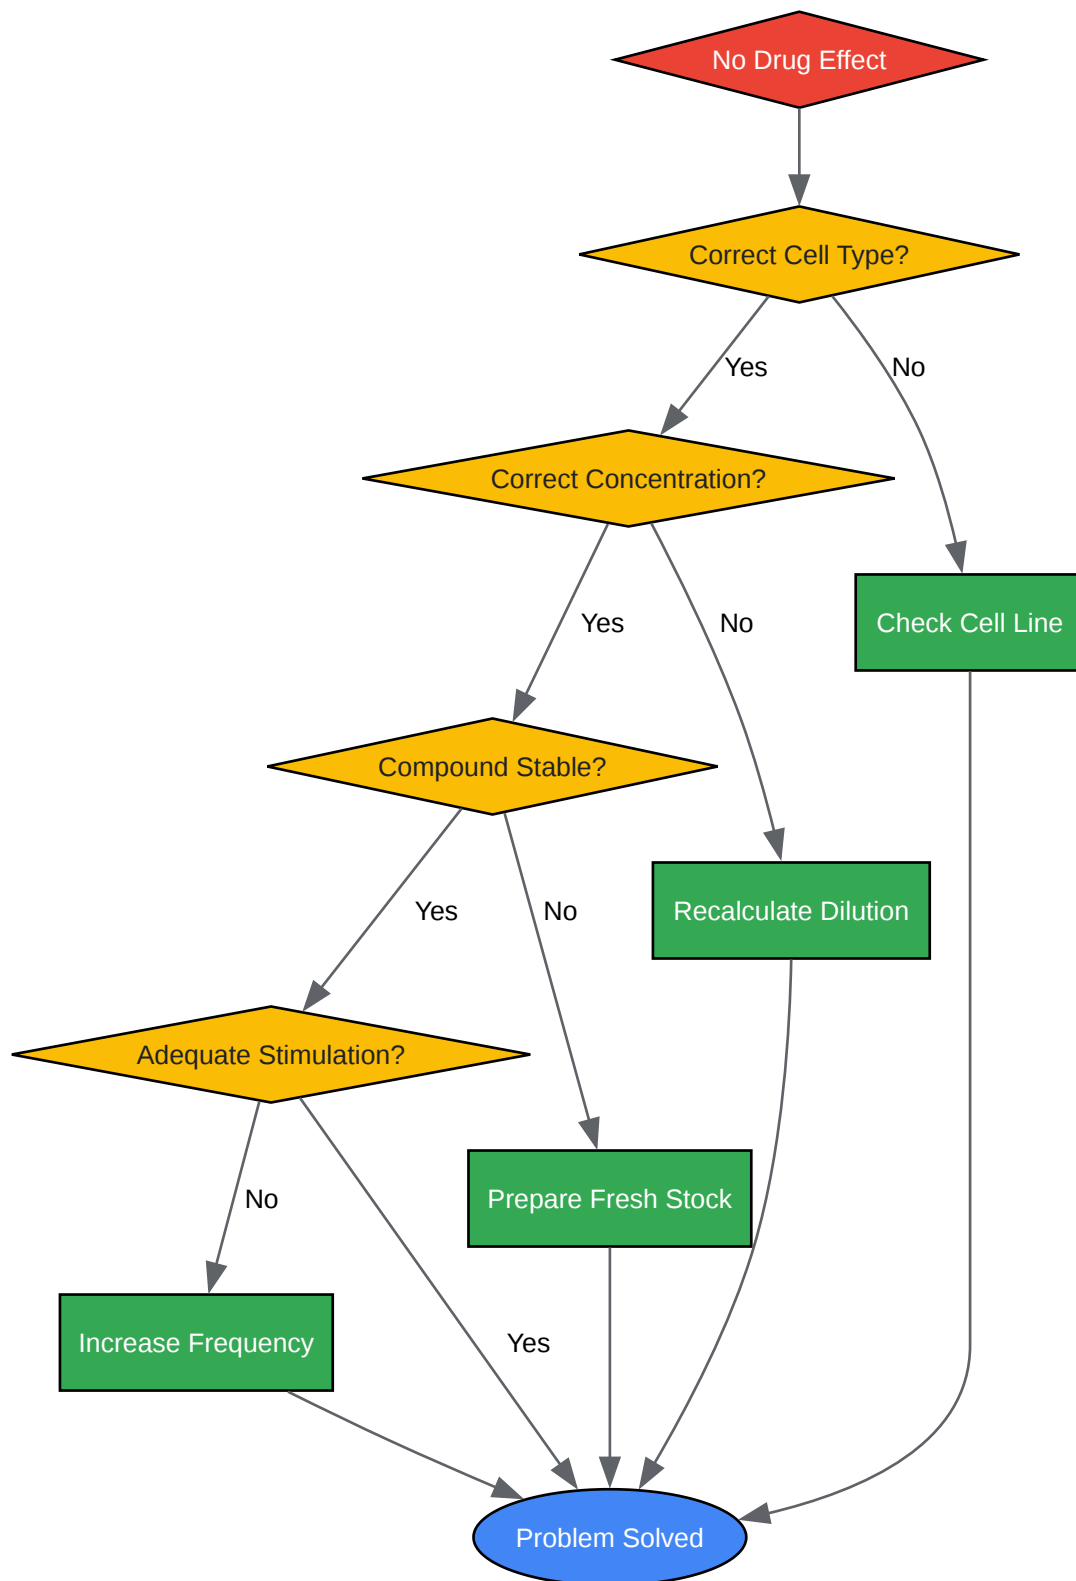 No Drug Effect
Correct Cell Type?
Yes
No
Correct Concentration?
Yes
No
Check Cell Line
Compound Stable?
Yes
No
Recalculate Dilution
Adequate Stimulation?
No
Prepare Fresh Stock
Increase Frequency
Yes
Problem Solved